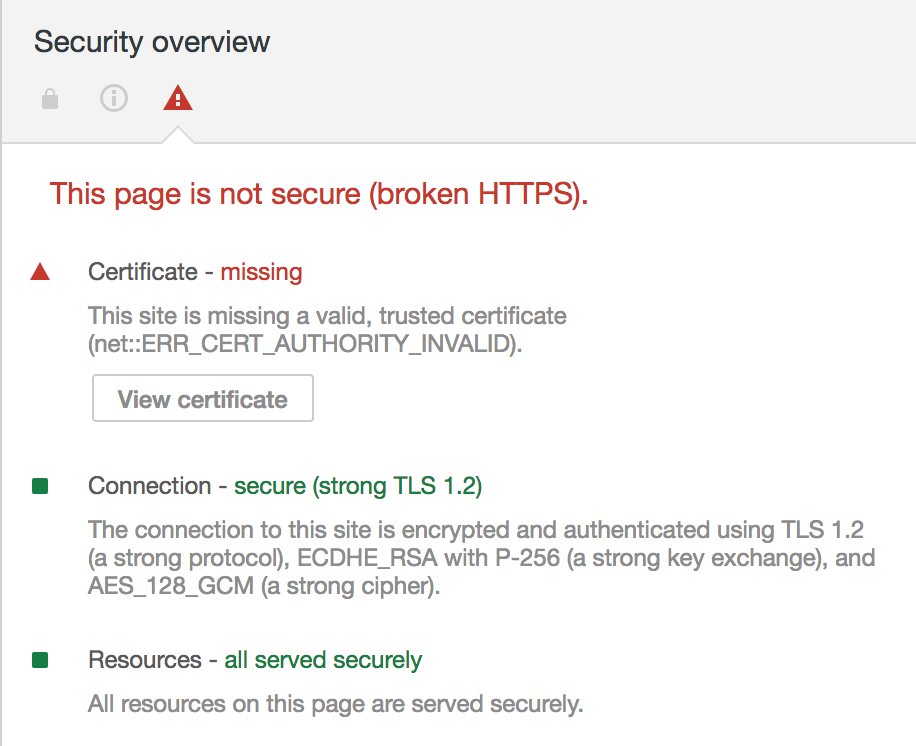 Security overview
This page is not secure (broken HTTPS).
Certificate - missing
This site is missing a valid, trusted certificate
(net::ERR_CERT_AUTHORITY_INVALID).
View certificate
Connection - secure (strong TLS 1.2)
The connection to this site is encrypted and authenticated using TLS 1.2
(a strong protocol), ECDHE_RSA with P-256 (a strong key exchange), and
AES_128_GCM (a strong cipher).
Resources - all served securely
All resources on this page are served securely.